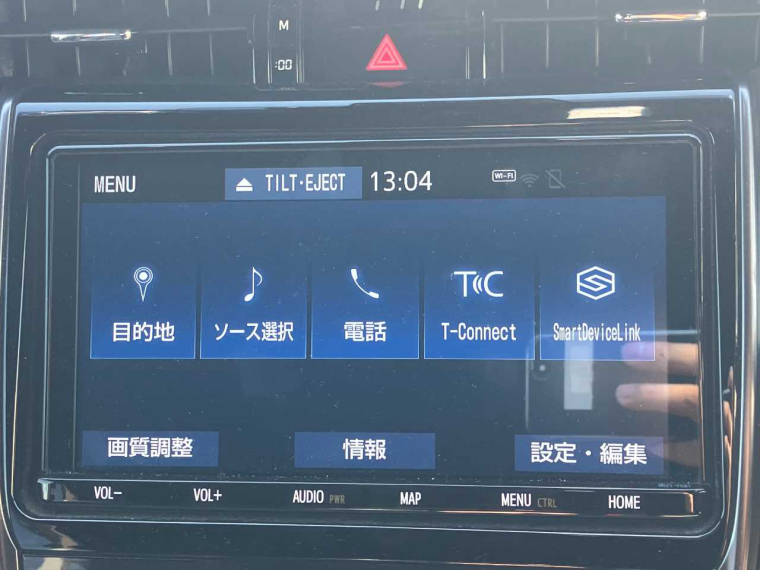 M
:00
MENU
TILT·EJECT
13:04
WI-FI
目的地
ソース選択
電話
T(((C
T-Connect
SmartDeviceLink
画質調整
情報
設定・編集
VOL−
VOL+
AUDIO PWR
MAP
MENU CTRL
HOME